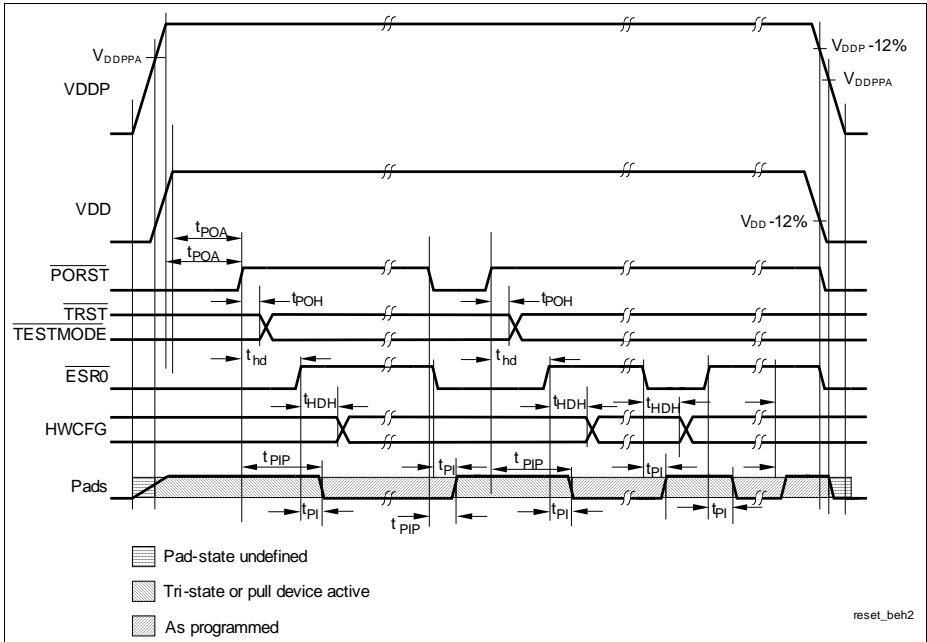 VDDPPA
VDDP
VDDP -12%
VDDPPA
VDD
VDD -12%
tPOA
tPOA
PORST
tPOH
tPOH
TRST
TESTMODE
thd
thd
ESR0
tHDH
tHDH
tHDH
HWCFG
tPIP
tPI
tPIP
tPI
Pads
tPI
tPIP
tPI
tPI
Pad-state undefined
Tri-state or pull device active
As programmed
reset_beh2